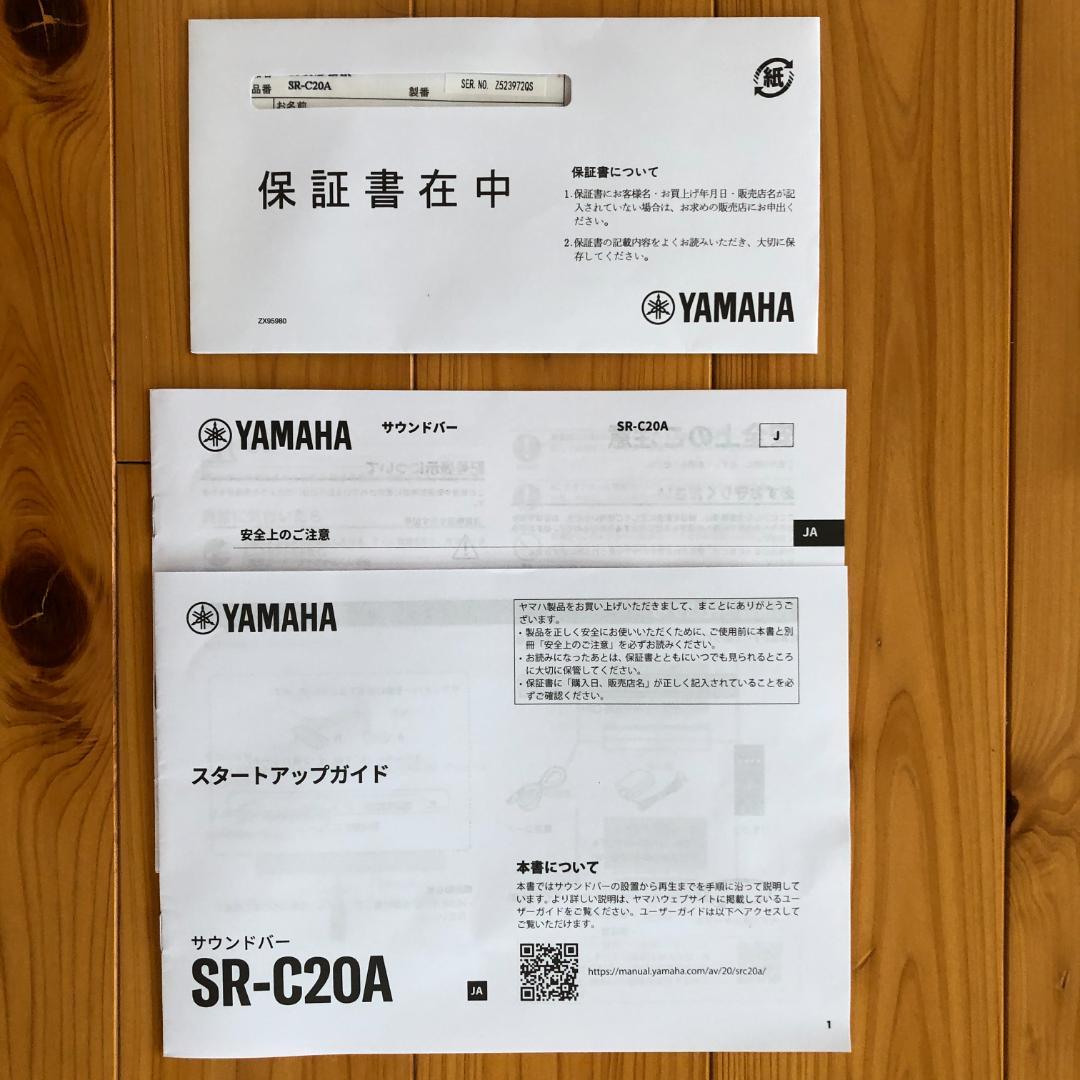 品番 SR-C20A 製番 SER. NO. Z523972QS
お名前
紙
保証書在中
保証書について
1. 保証書にお客様名・お買上げ年月日・販売店名が記
入されていない場合は、お求めの販売店にお申出く
ださい。
2. 保証書の記載内容をよくお読みいただき、大切に保
存してください。
ZX95980
YAMAHA
YAMAHA サウンドバー SR-C20A J
JA
安全上のご注意
YAMAHA
ヤマハ製品をお買い上げいただきまして、まことにありがとうご
ざいます。
・製品を正しく安全にお使いいただくために、ご使用前に本書と別
冊「安全上のご注意」を必ずお読みください。
・お読みになったあとは、保証書とともにいつでも見られるところ
に大切に保管してください。
・保証書に「購入日、販売店名」が正しく記入されていることを必
ずご確認ください。
スタートアップガイド
本書について
本書ではサウンドバーの設置から再生までを手順に沿って説明して
います。より詳しい説明は、ヤマハウェブサイトに掲載しているユー
ザーガイドをご覧ください。ユーザーガイドは以下へアクセスして
ご覧いただけます。
https://manual.yamaha.com/av/20/src20a/
サウンドバー
SR-C20A
JA
1